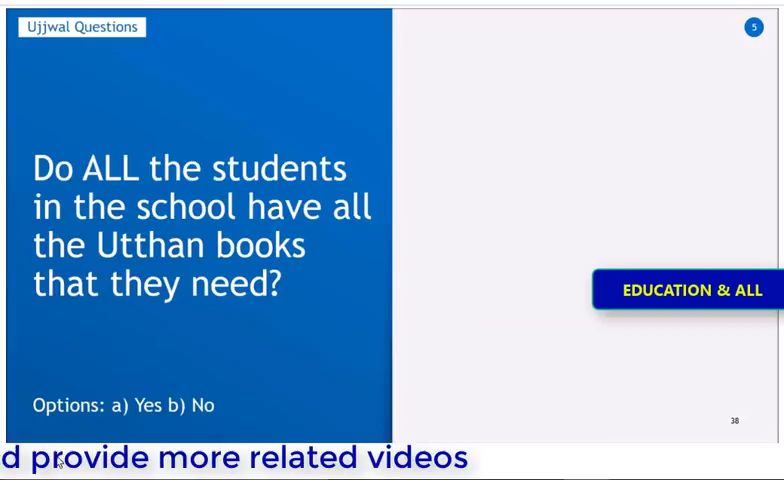 Ujjwal Questions
5
Do ALL the students
in the school have all
the Utthan books
that they need?
EDUCATION & ALL
Options: a) Yes b) No
38
d provide more related videos